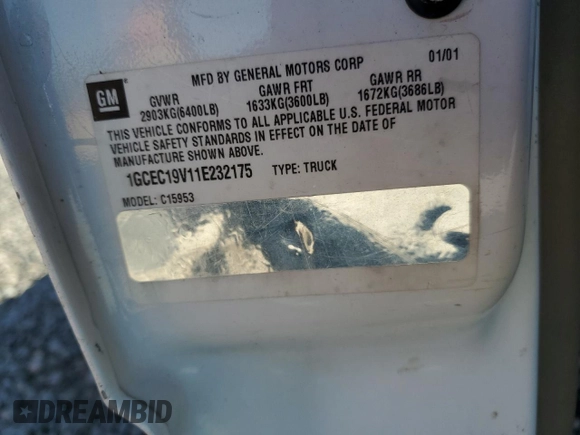 MFD BY GENERAL MOTORS CORP 01/01
GM
GVWR GAWR FRT GAWR RR
2903KG(6400LB) 1633KG(3600LB) 1672KG(3686LB)
THIS VEHICLE CONFORMS TO ALL APPLICABLE U.S. FEDERAL MOTOR
VEHICLE SAFETY STANDARDS IN EFFECT ON THE DATE OF
MANUFACTURE SHOWN ABOVE.
1GCEC19V11E232175 TYPE: TRUCK
MODEL: C15953
DREAMBID